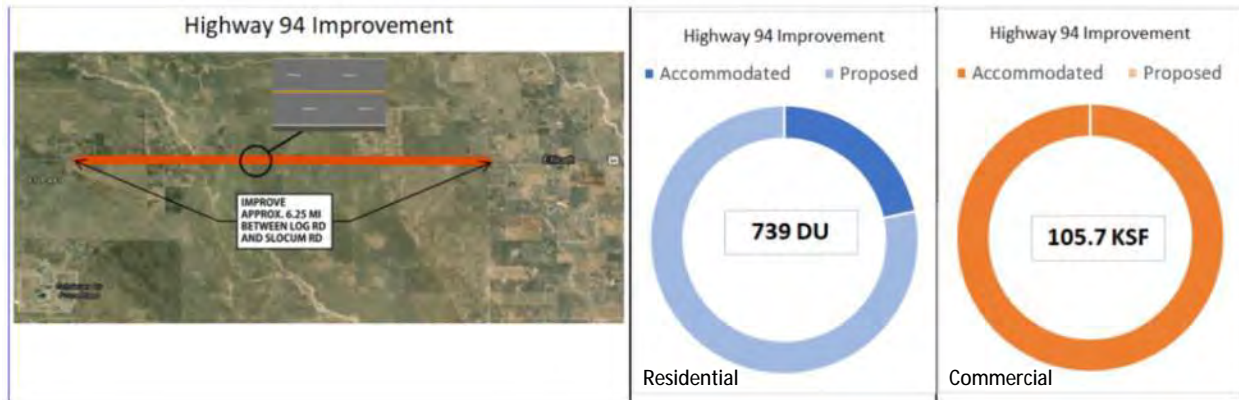 Highway 94 Improvement
IMPROVE
APPROX. 6.25 MI
BETWEEN LOG RD
AND SLOCUM RD
Highway 94 Improvement
Accommodated Proposed
739 DU
Residential
Highway 94 Improvement
Accommodated Proposed
105.7 KSF
Commercial